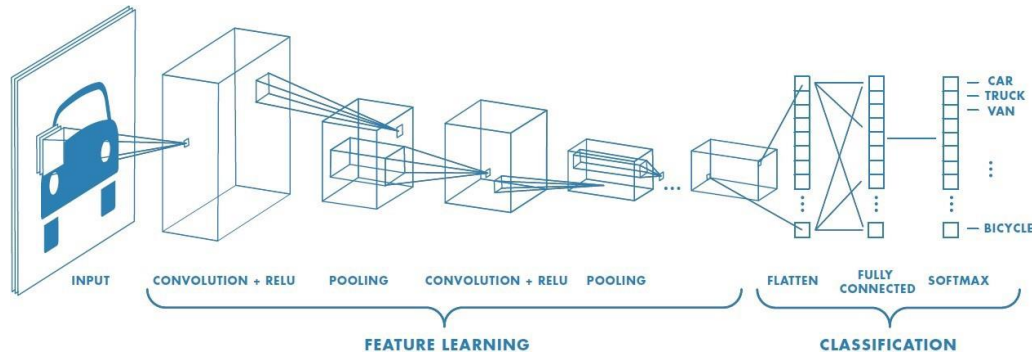 CAR
TRUCK
VAN
BICYCLE
INPUT
CONVOLUTION + RELU
POOLING
CONVOLUTION + RELU
POOLING
FLATTEN
FULLY
CONNECTED
SOFTMAX
FEATURE LEARNING
CLASSIFICATION